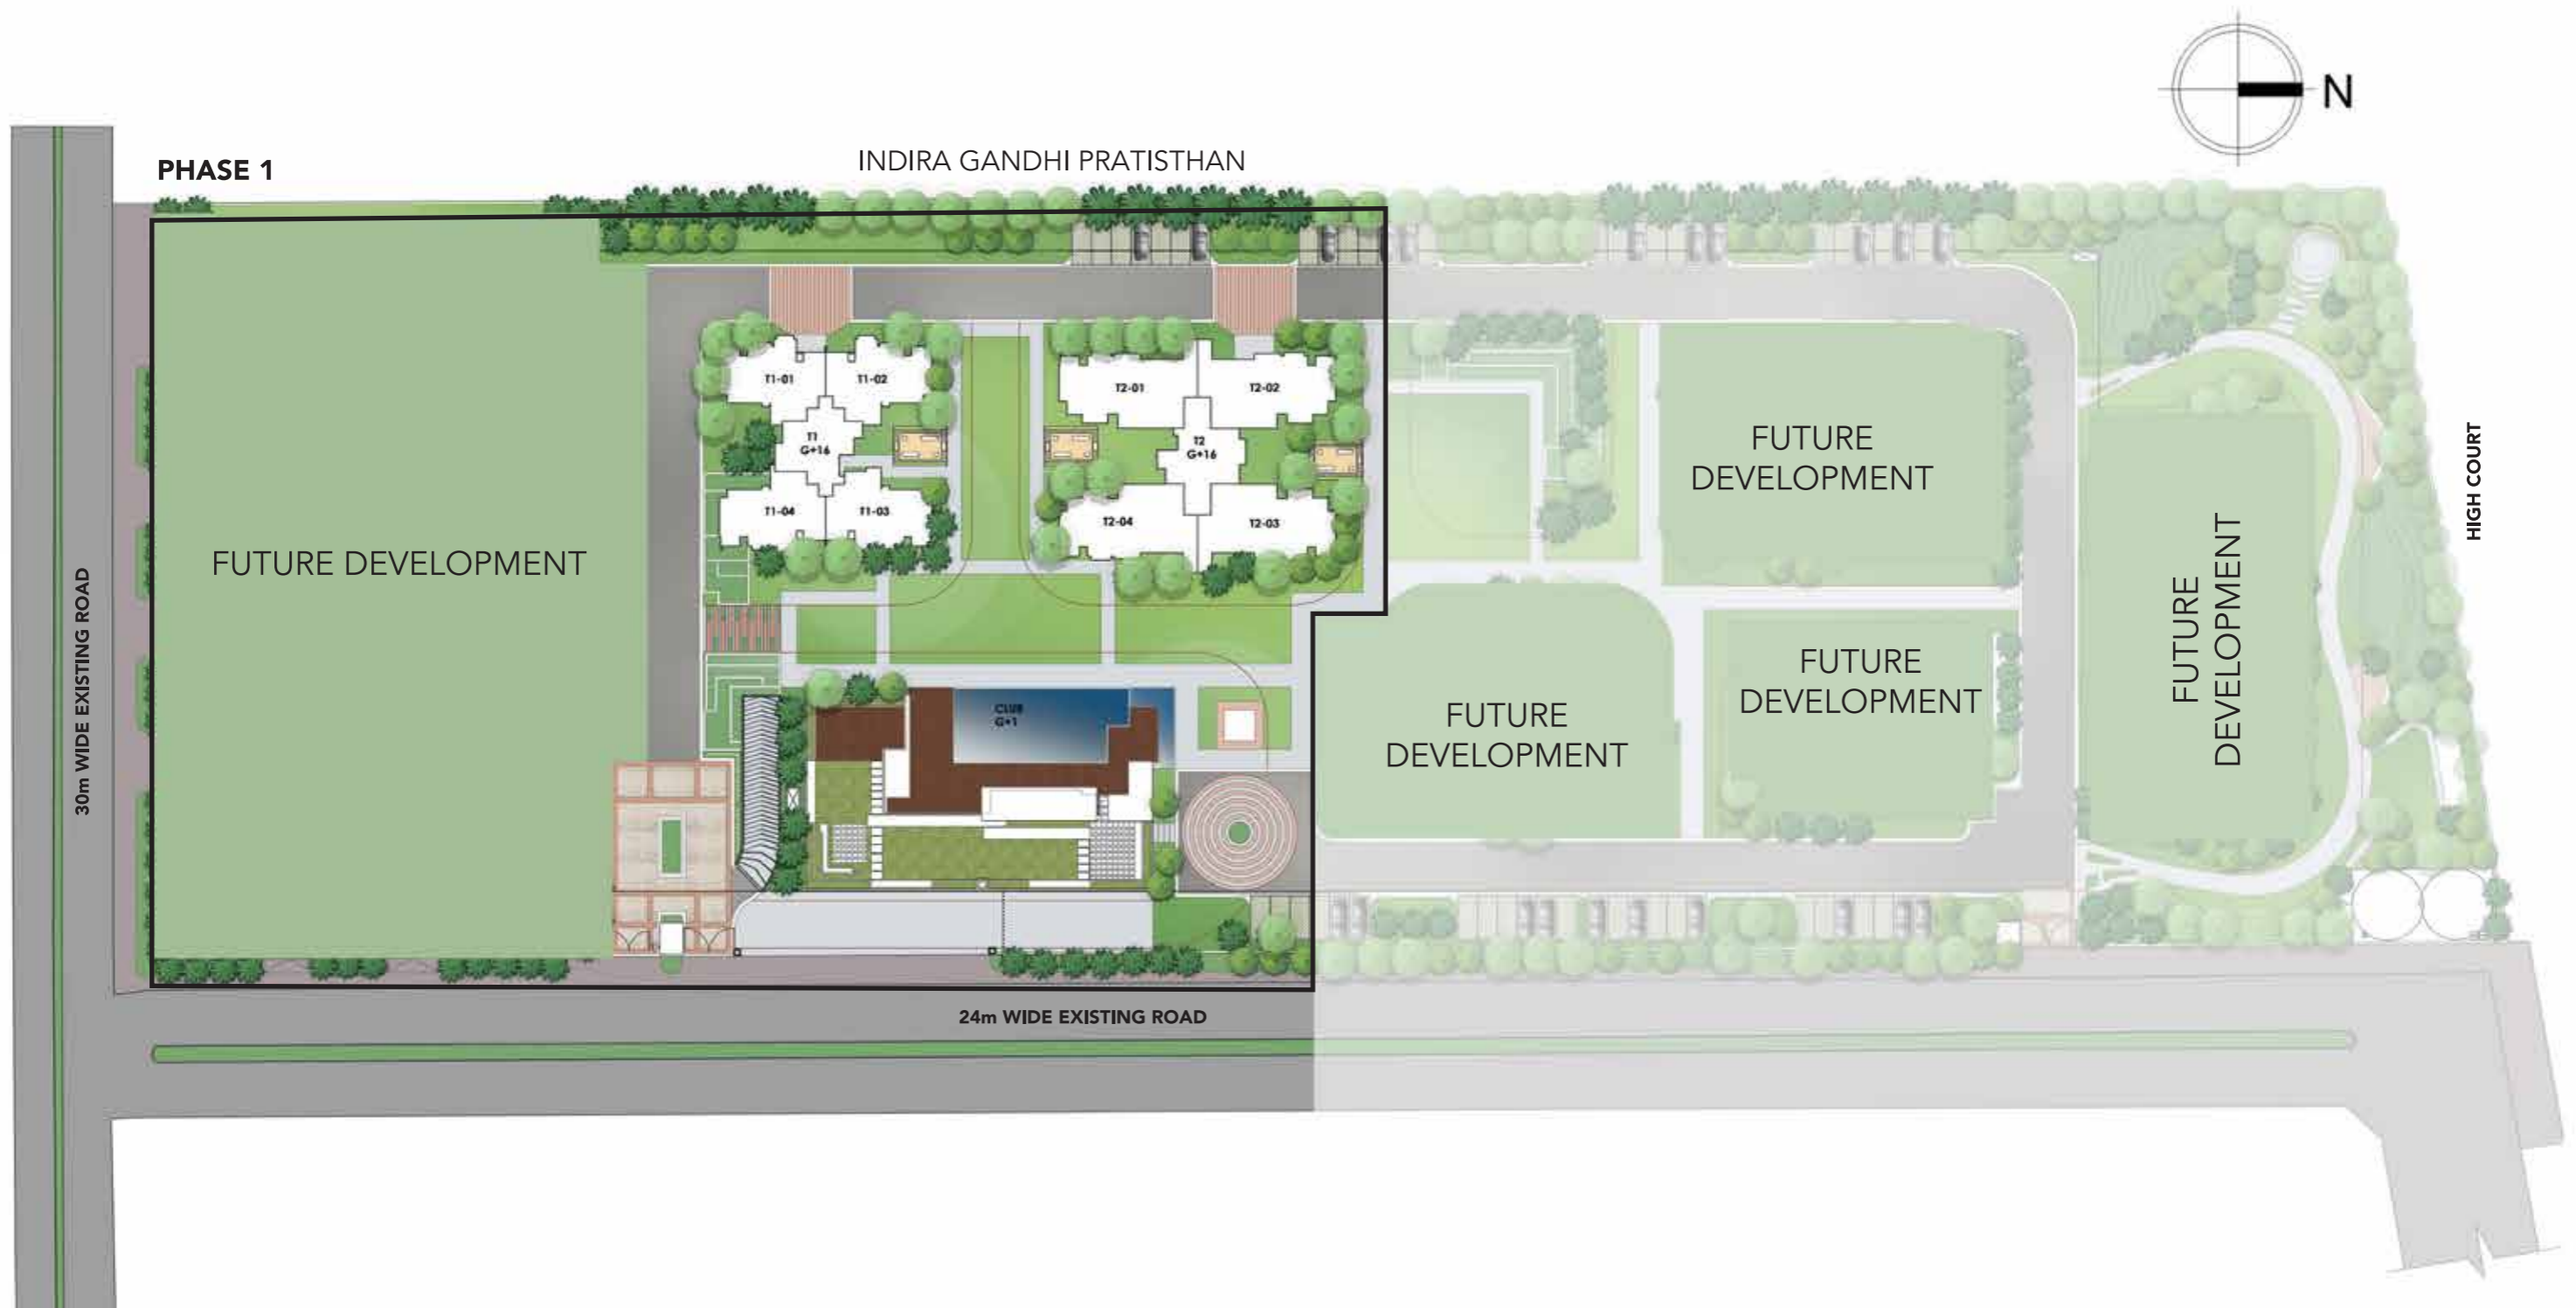 N
PHASE 1
INDIRA GANDHI PRATISTHAN
T1-01
T1-02
T2-01
T2-02
T1
G+16
T2
G+16
T1-04
T1-03
T2-04
T2-03
FUTURE DEVELOPMENT
FUTURE
DEVELOPMENT
FUTURE
DEVELOPMENT
FUTURE
DEVELOPMENT
FUTURE
DEVELOPMENT
HIGH COURT
30m WIDE EXISTING ROAD
CLUB
G+1
24m WIDE EXISTING ROAD